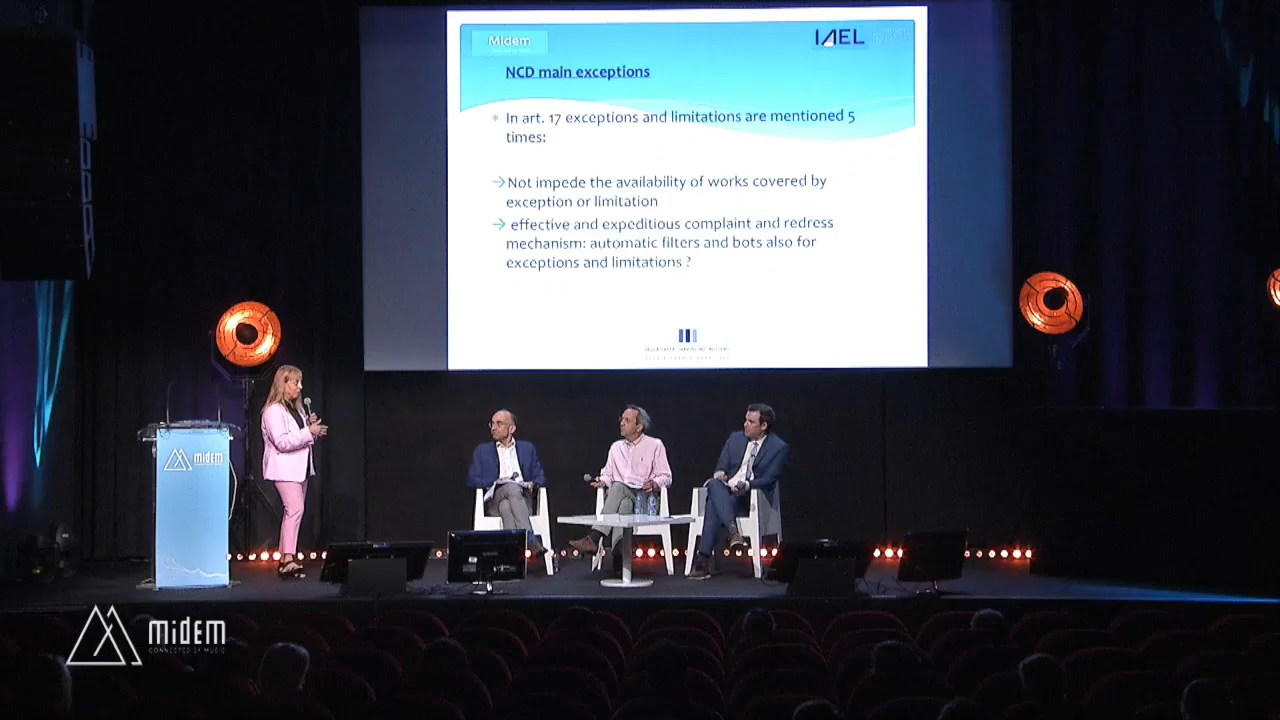 Midem
IAEL
NCD main exceptions
* In art. 17 exceptions and limitations are mentioned 5
times:
→Not impede the availability of works covered by
exception or limitation
→ effective and expeditious complaint and redress
mechanism: automatic filters and bots also for
exceptions and limitations ?
MIDEM
MIDEM
CONNECTED BY MUSIC